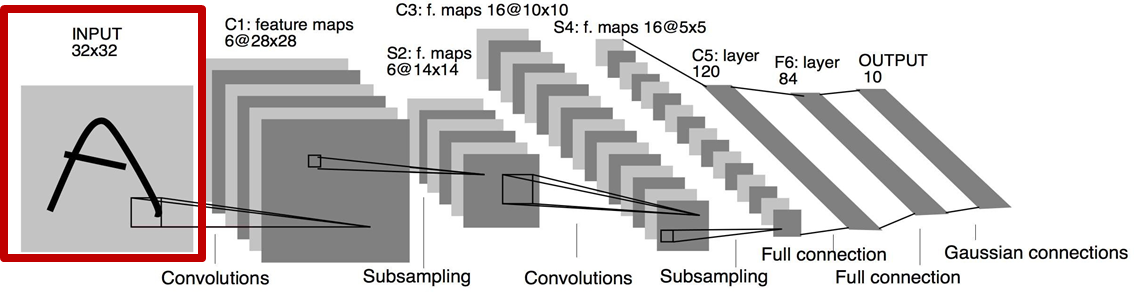 INPUT
32x32
C1: feature maps
6@28x28
S2: f. maps
6@14x14
C3: f. maps 16@10x10
S4: f. maps 16@5x5
C5: layer
120
F6: layer
84
OUTPUT
10
A
Convolutions
Subsampling
Convolutions
Subsampling
Full connection
Full connection
Gaussian connections